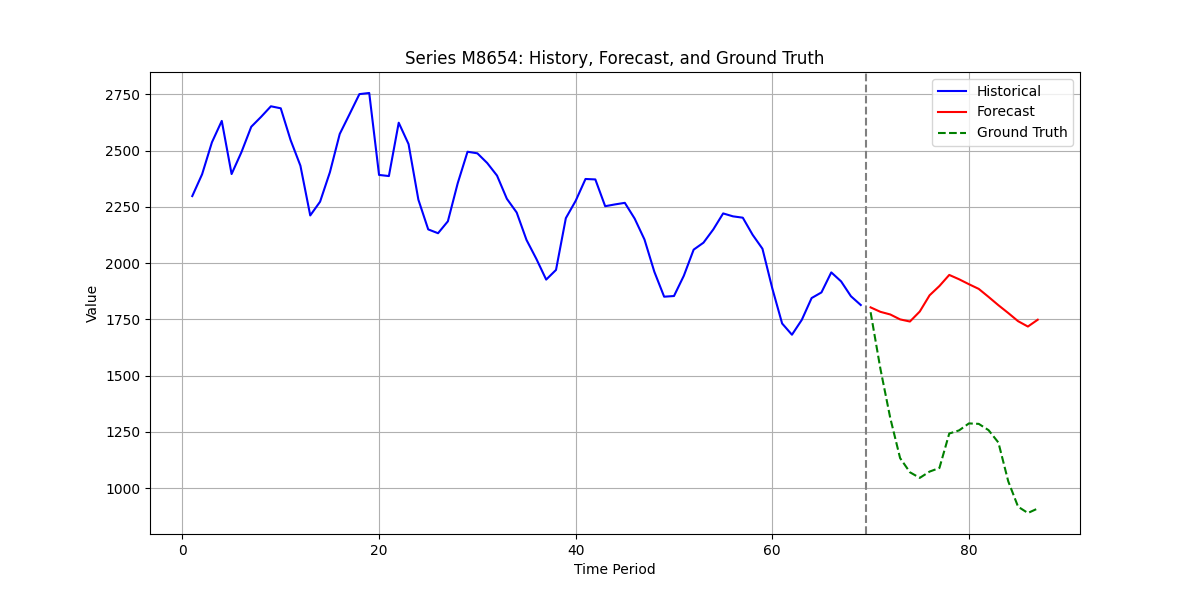 Series M8654: History, Forecast, and Ground Truth
Historical
Forecast
Ground Truth
Value
2750
2500
2250
2000
1750
1500
1250
1000
0 20 40 60 80
Time Period